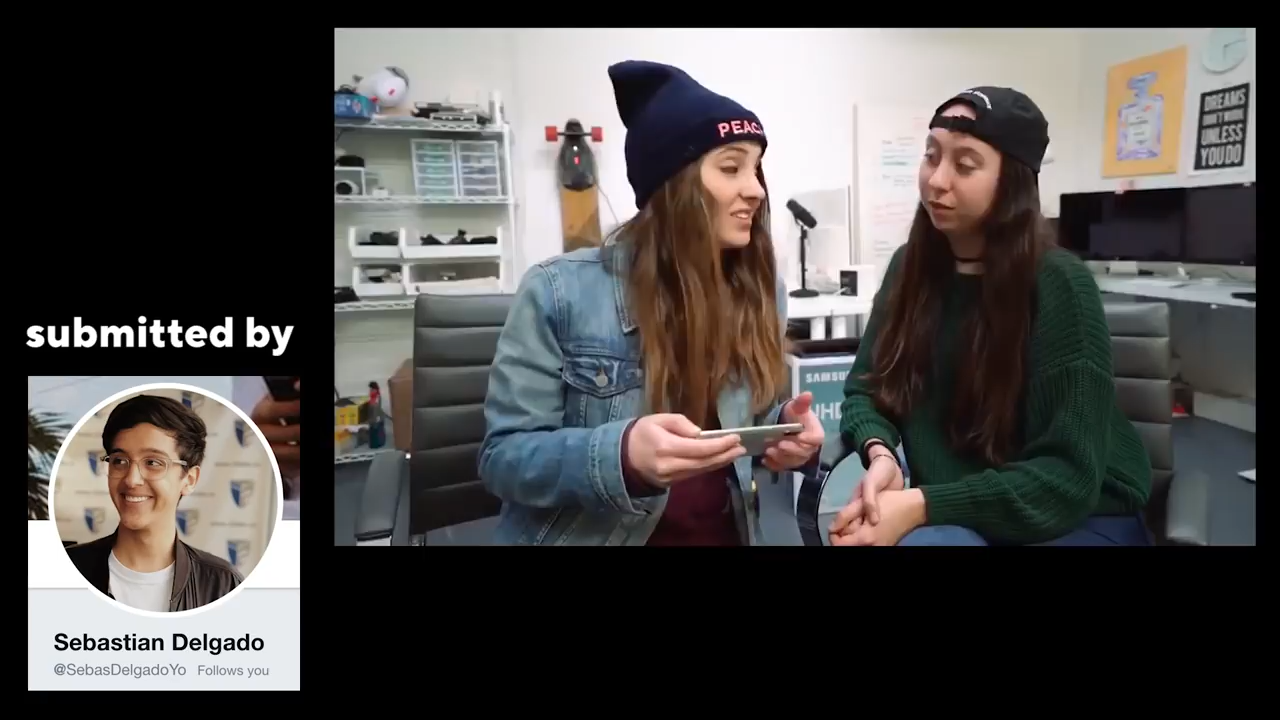 submitted by
Sebastian Delgado
@SebasDelgadoYo Follows you
PEAC
DREAMS
DON'T WORK
UNLESS
YOU DO
SAMSU
UHD